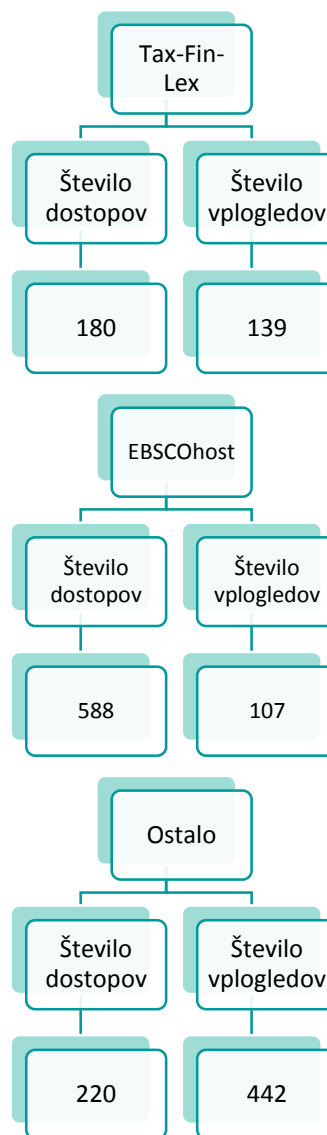 Tax-Fin-
Lex
Število
dostopov
Število
vplogledov
180
139
EBSCOhost
Število
dostopov
Število
vplogledov
588
107
Ostalo
Število
dostopov
Število
vplogledov
220
442